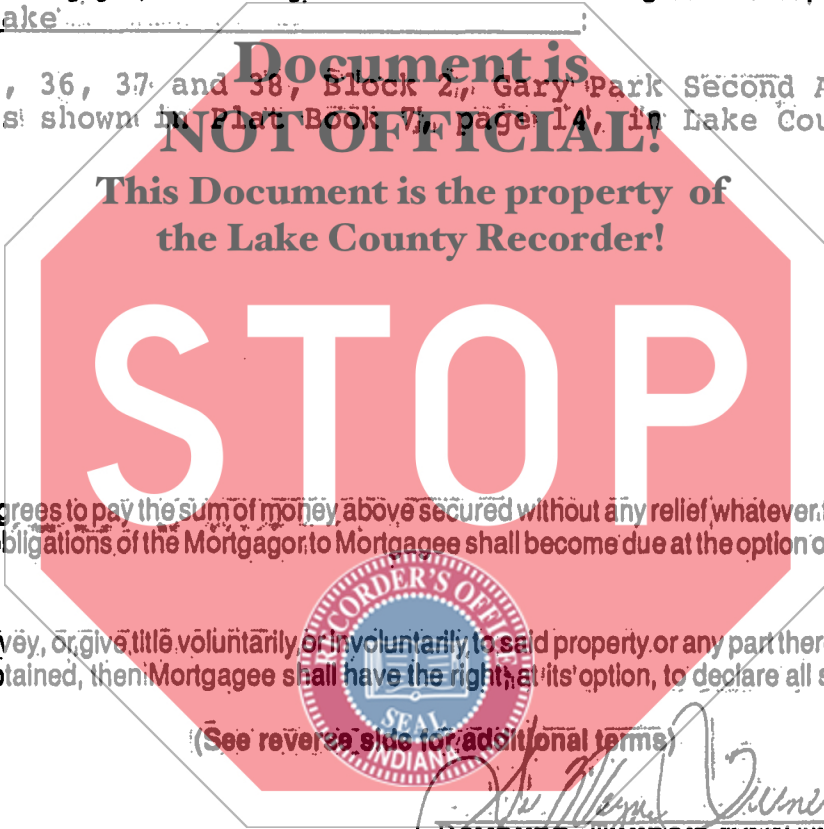 ake
Document is
, 36, 37 and 38, Block 2, Gary Park Second A
s shown in Plat Book 7, page 14, in Lake Cou
NOT OFFICIAL!
This Document is the property of
the Lake County Recorder!
STOP
grees to pay the sum of money above secured without any relief whatever
bligations of the Mortgagor to Mortgagee shall become due at the option o
RECORDER'S OFFICE
vey, or give title voluntarily or involuntarily to said property or any part there
tained, then Mortgagee shall have the right, at its option, to declare all s
SEAL
(See reverse side for additional terms)
INDIANA
Wayne